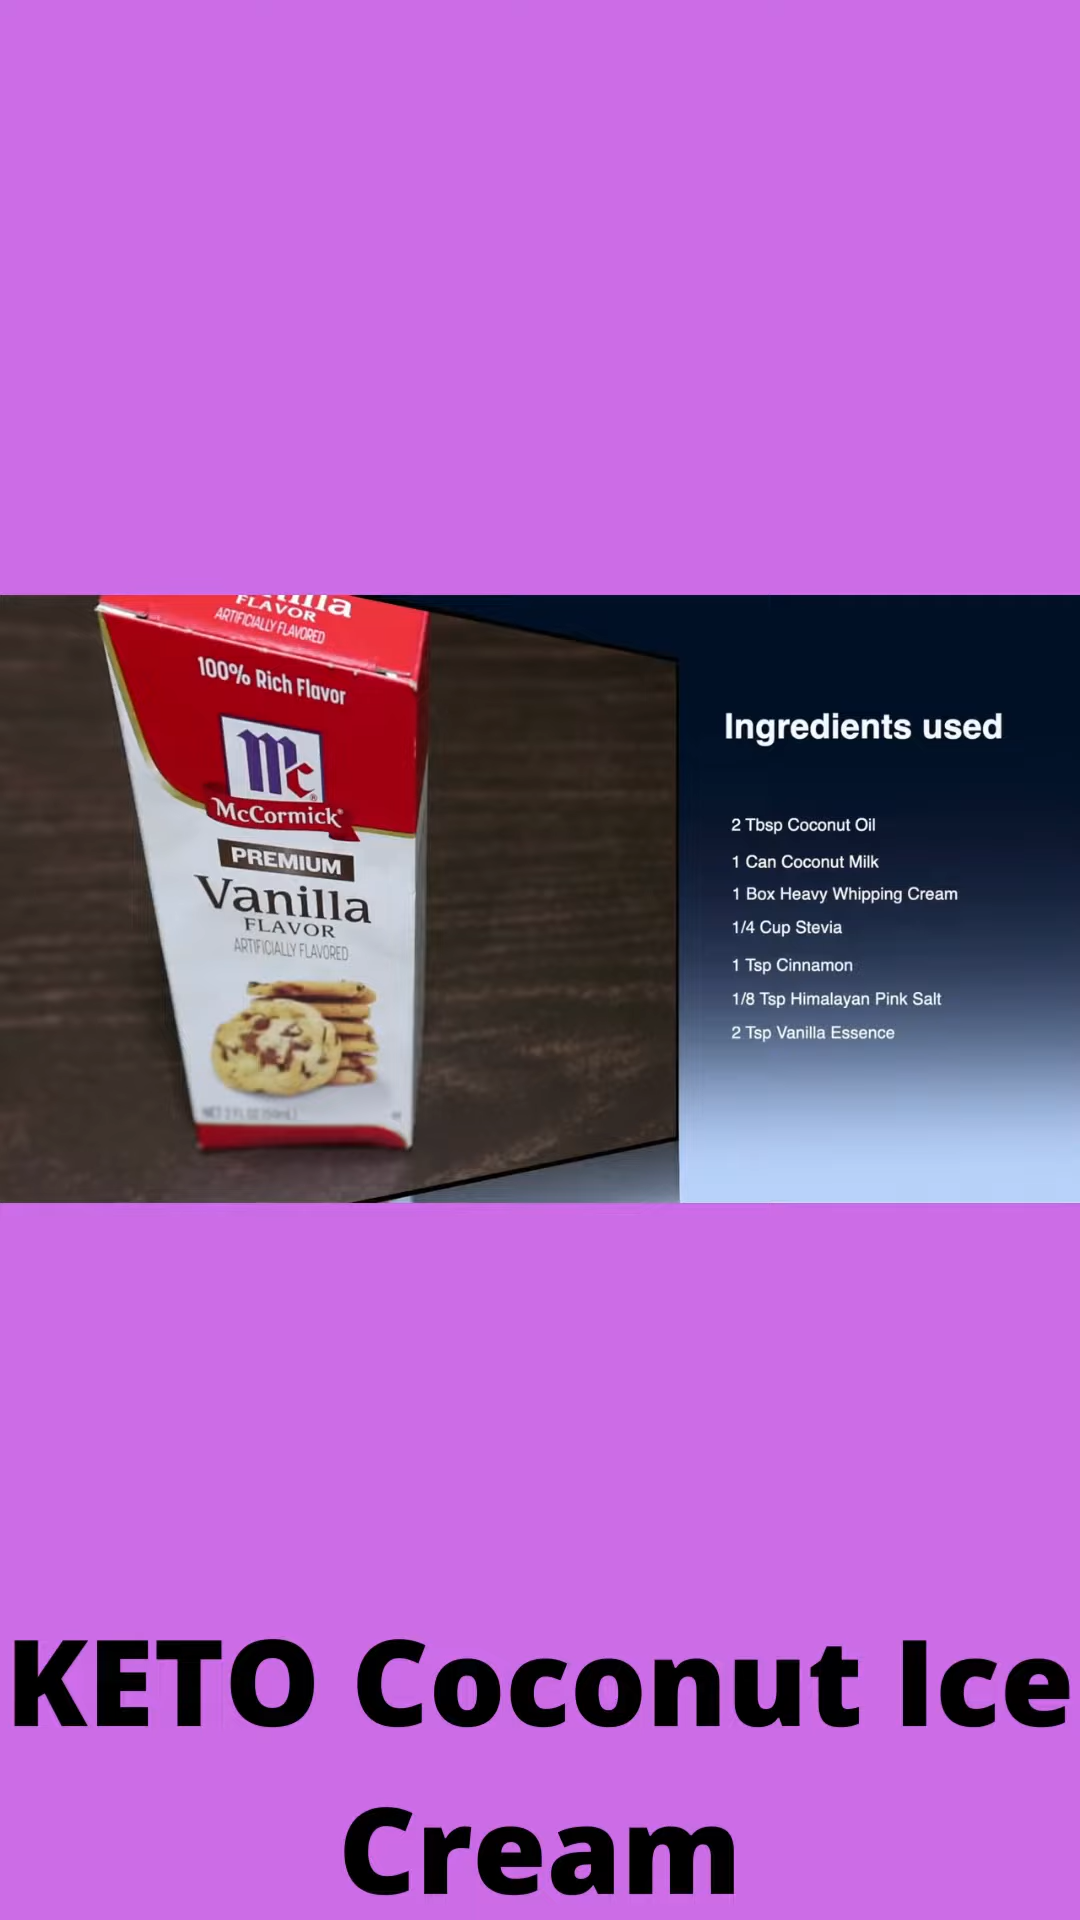 FLAVOR
ARTIFICIALLY FLAVORED
100% Rich Flavor
Mc
McCormick®
PREMIUM
Vanilla
FLAVOR
ARTIFICIALLY FLAVORED
Ingredients used
2 Tbsp Coconut Oil
1 Can Coconut Milk
1 Box Heavy Whipping Cream
1/4 Cup Stevia
1 Tsp Cinnamon
1/8 Tsp Himalayan Pink Salt
2 Tsp Vanilla Essence
KETO Coconut Ice
Cream